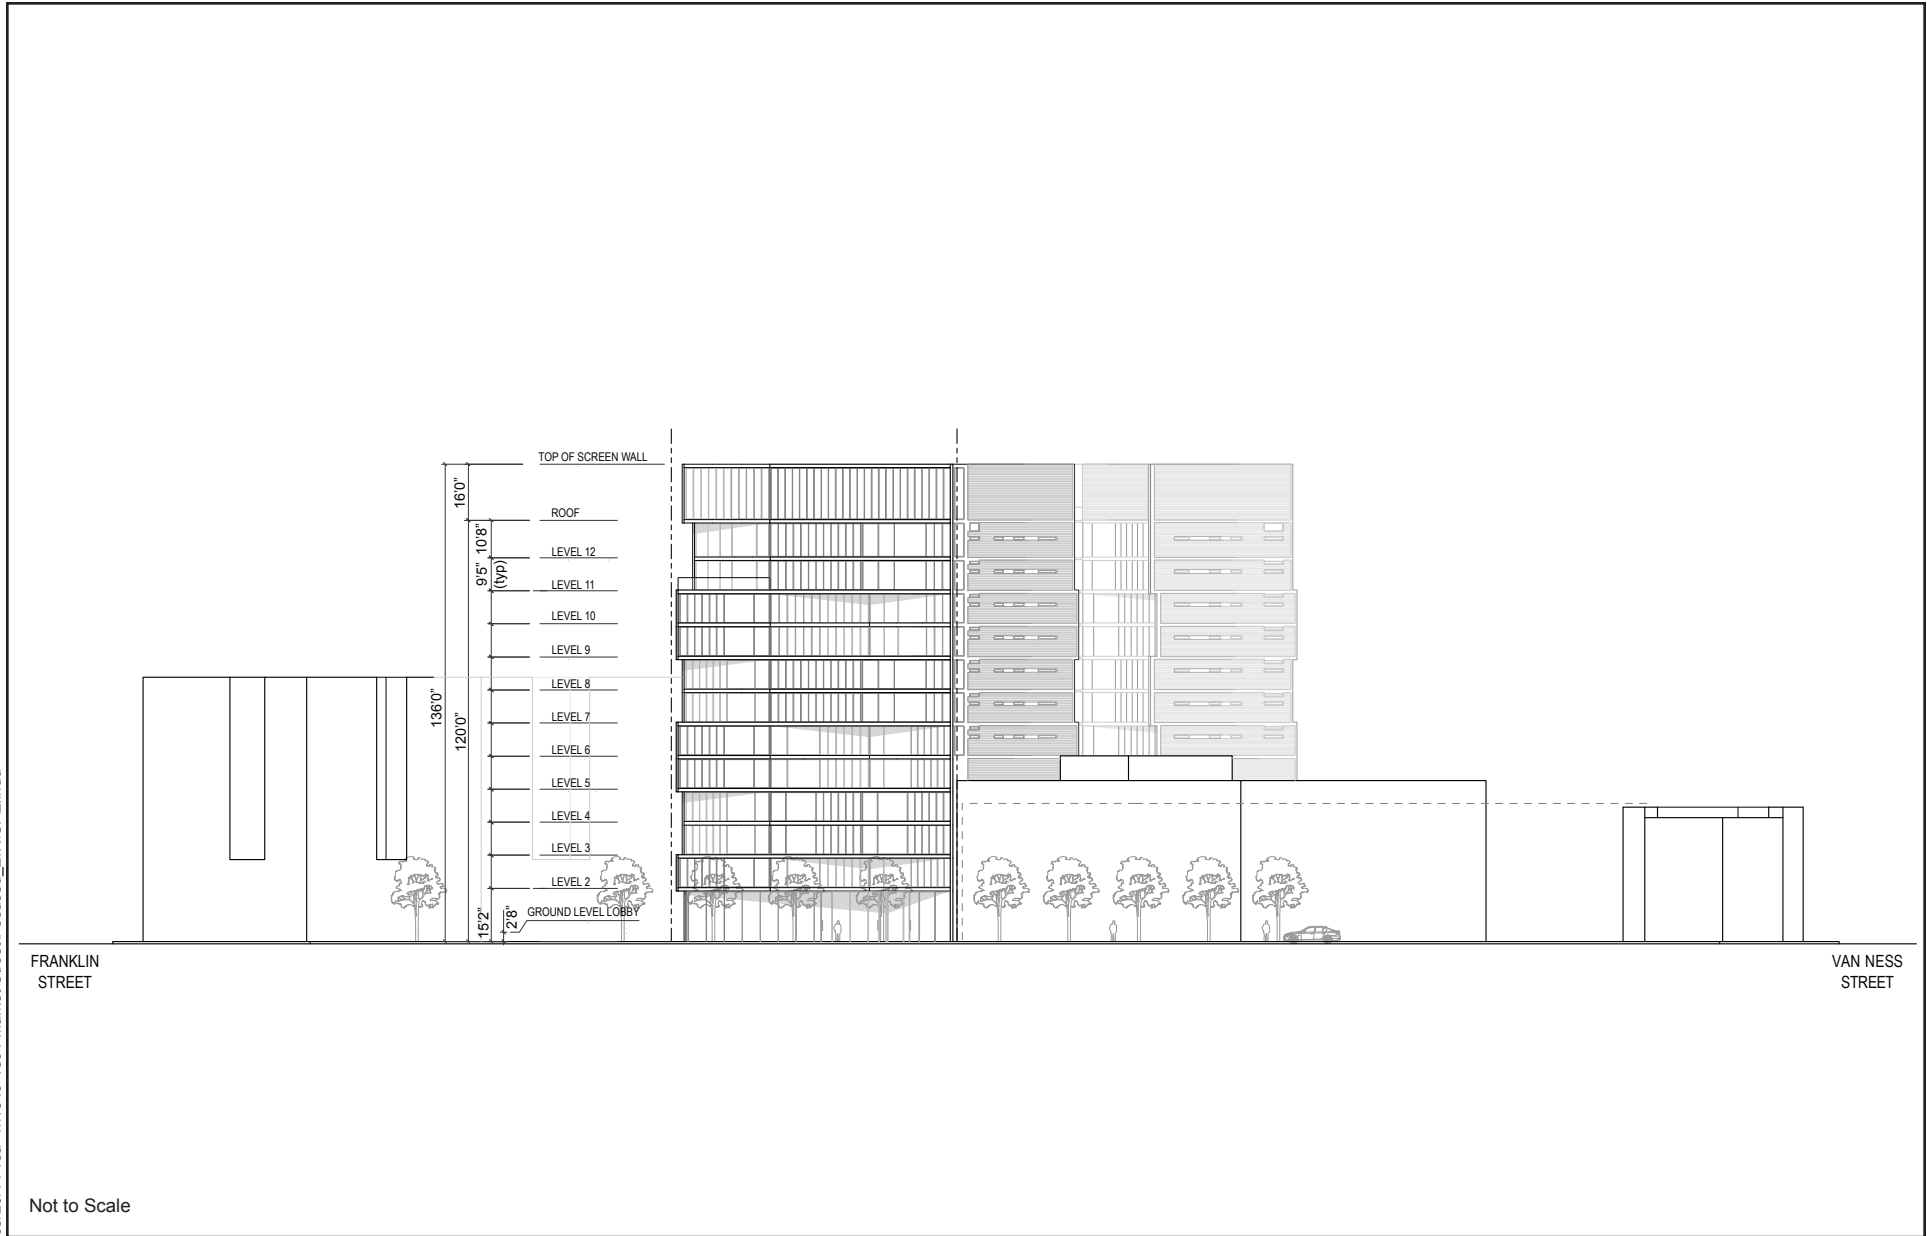 TOP OF SCREEN WALL
16'0"
ROOF
10'8"
LEVEL 12
9'5"
(typ)
LEVEL 11
LEVEL 10
LEVEL 9
LEVEL 8
136'0"
LEVEL 7
120'0"
LEVEL 6
LEVEL 5
LEVEL 4
LEVEL 3
LEVEL 2
15'2"
2'8"
GROUND LEVEL LOBBY
FRANKLIN
STREET
VAN NESS
STREET
Not to Scale